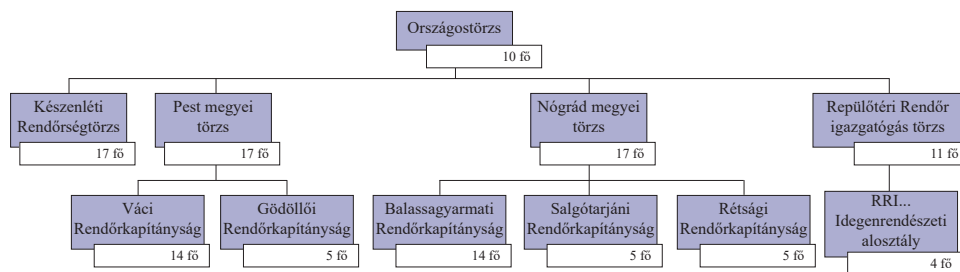 Országostörzs
10 fő
Készenléti
Rendőrségtörzs
17 fő
Pest megyei
törzs
17 fő
Nógrád megyei
törzs
17 fő
Repülőtéri Rendőr
igazgatógás törzs
11 fő
Váci
Rendőrkapitányság
14 fő
Gödöllői
Rendőrkapitányság
5 fő
Balassagyarmati
Rendőrkapitányság
14 fő
Salgótarjáni
Rendőrkapitányság
5 fő
Rétsági
Rendőrkapitányság
5 fő
RRI...
Idegenrendészeti
alosztály
4 fő